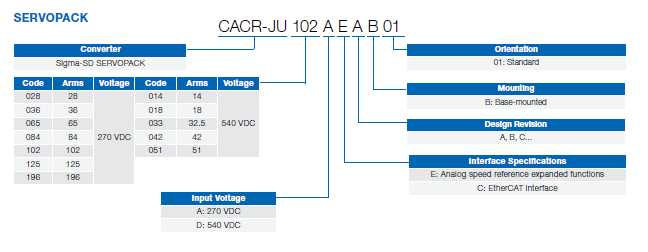 SERVOPACK
CACR-JU 102 A E A B 01
Converter
Sigma-SD SERVOPACK
Code Arms Voltage Code Arms Voltage
028 28 014 14
036 36 018 18
065 65 033 32.5 540 VDC
084 84 270 VDC 042 42
102 102 051 51
125 125
196 196
Input Voltage
A: 270 VDC
D: 540 VDC
Orientation
01: Standard
Mounting
B: Base-mounted
Design Revision
A, B, C...
Interface Specifications
E: Analog speed reference expanded functions
C: EtherCAT Interface